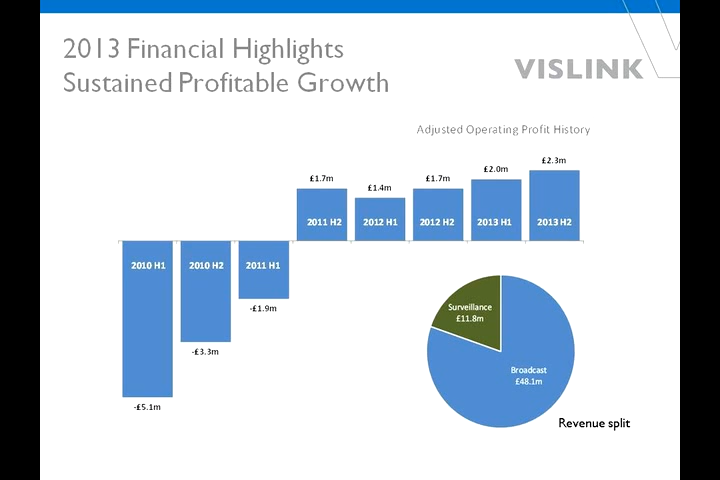 2013 Financial Highlights
Sustained Profitable Growth
VISLINK
Adjusted Operating Profit History
£1.7m
£1.4m
£1.7m
£2.0m
£2.3m
2011 H2
2012 H1
2012 H2
2013 H1
2013 H2
2010 H1
2010 H2
2011 H1
-£1.9m
-£3.3m
-£5.1m
Surveillance
£11.8m
Broadcast
£48.1m
Revenue split